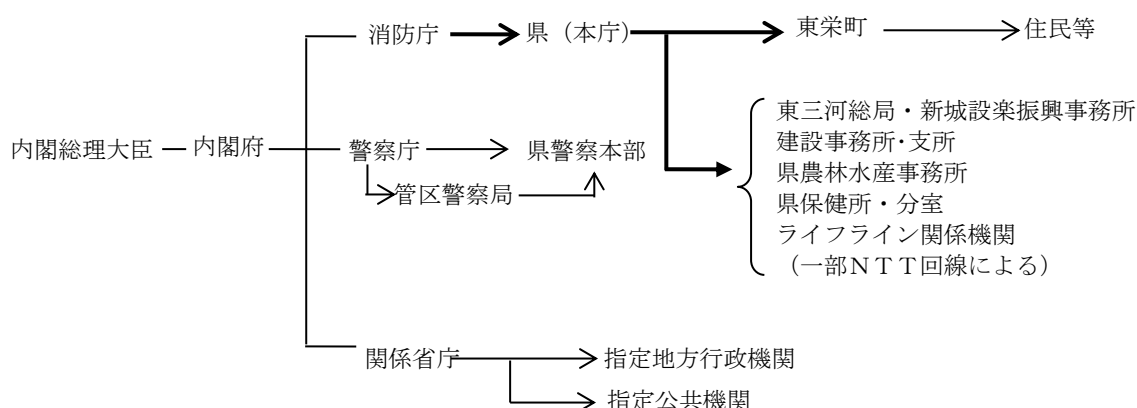 消防庁 県（本庁） 東栄町 住民等
内閣総理大臣 内閣府 警察庁 県警察本部
管区警察局
東三河総局・新城設楽振興事務所
建設事務所・支所
県農林水産事務所
県保健所・分室
ライフライン関係機関
（一部ＮＴＴ回線による）
関係省庁 指定地方行政機関
指定公共機関